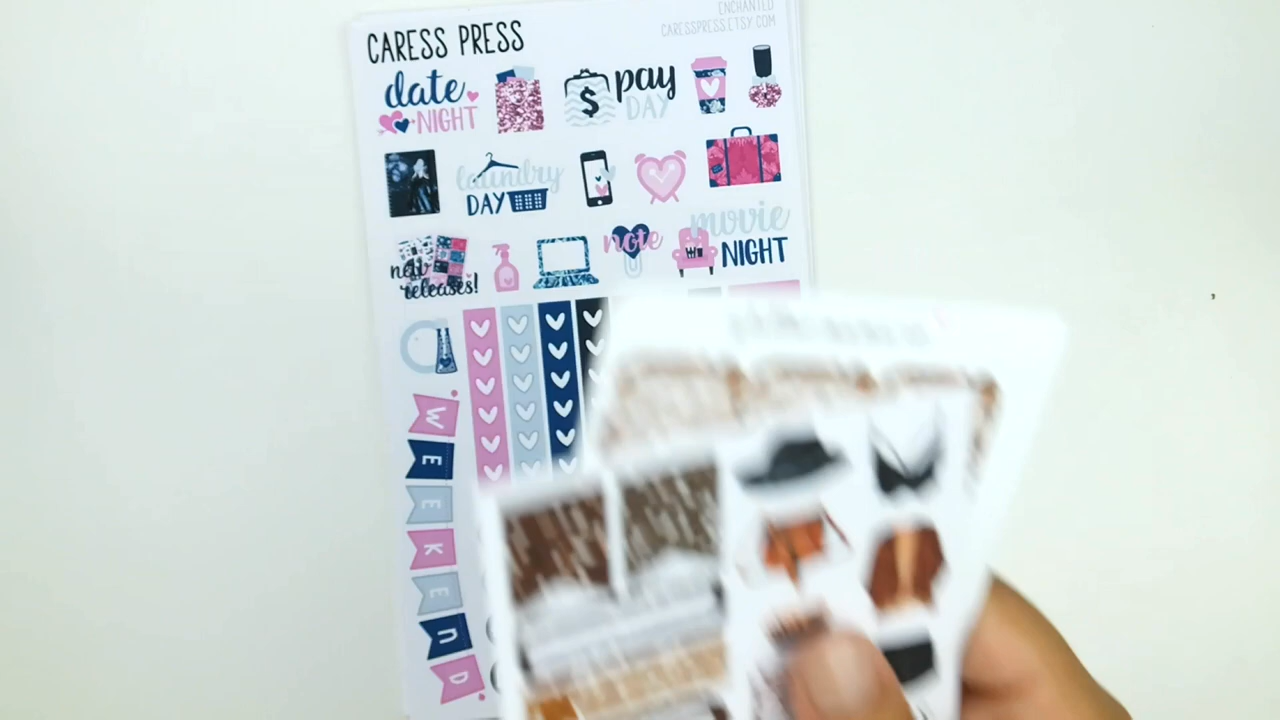 ENCHANTED
CARESSPRESS.ETSY.COM
CARESS PRESS
date
NIGHT
$
pay
DAY
laundry
DAY
note
movie
NIGHT
new
releases!
W
E
E
K
E
N
D